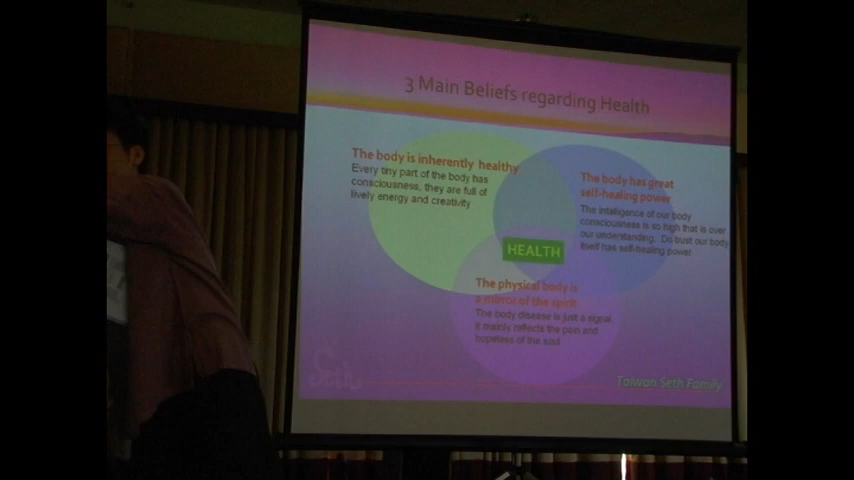 3 Main Beliefs regarding Health
The body is inherently healthy
Every tiny part of the body has
consciousness, they are full of
lively energy and creativity
The body has great
self-healing power
The intelligence of our body
consciousness is so high that is over
our understanding. Do trust our body
itself has self-healing power
HEALTH
The physical body is
a mirror of the spirit
The body disease is just a signal.
It mainly reflects the pain and
hopeless of the soul
Seth
Taiwan Seth Family